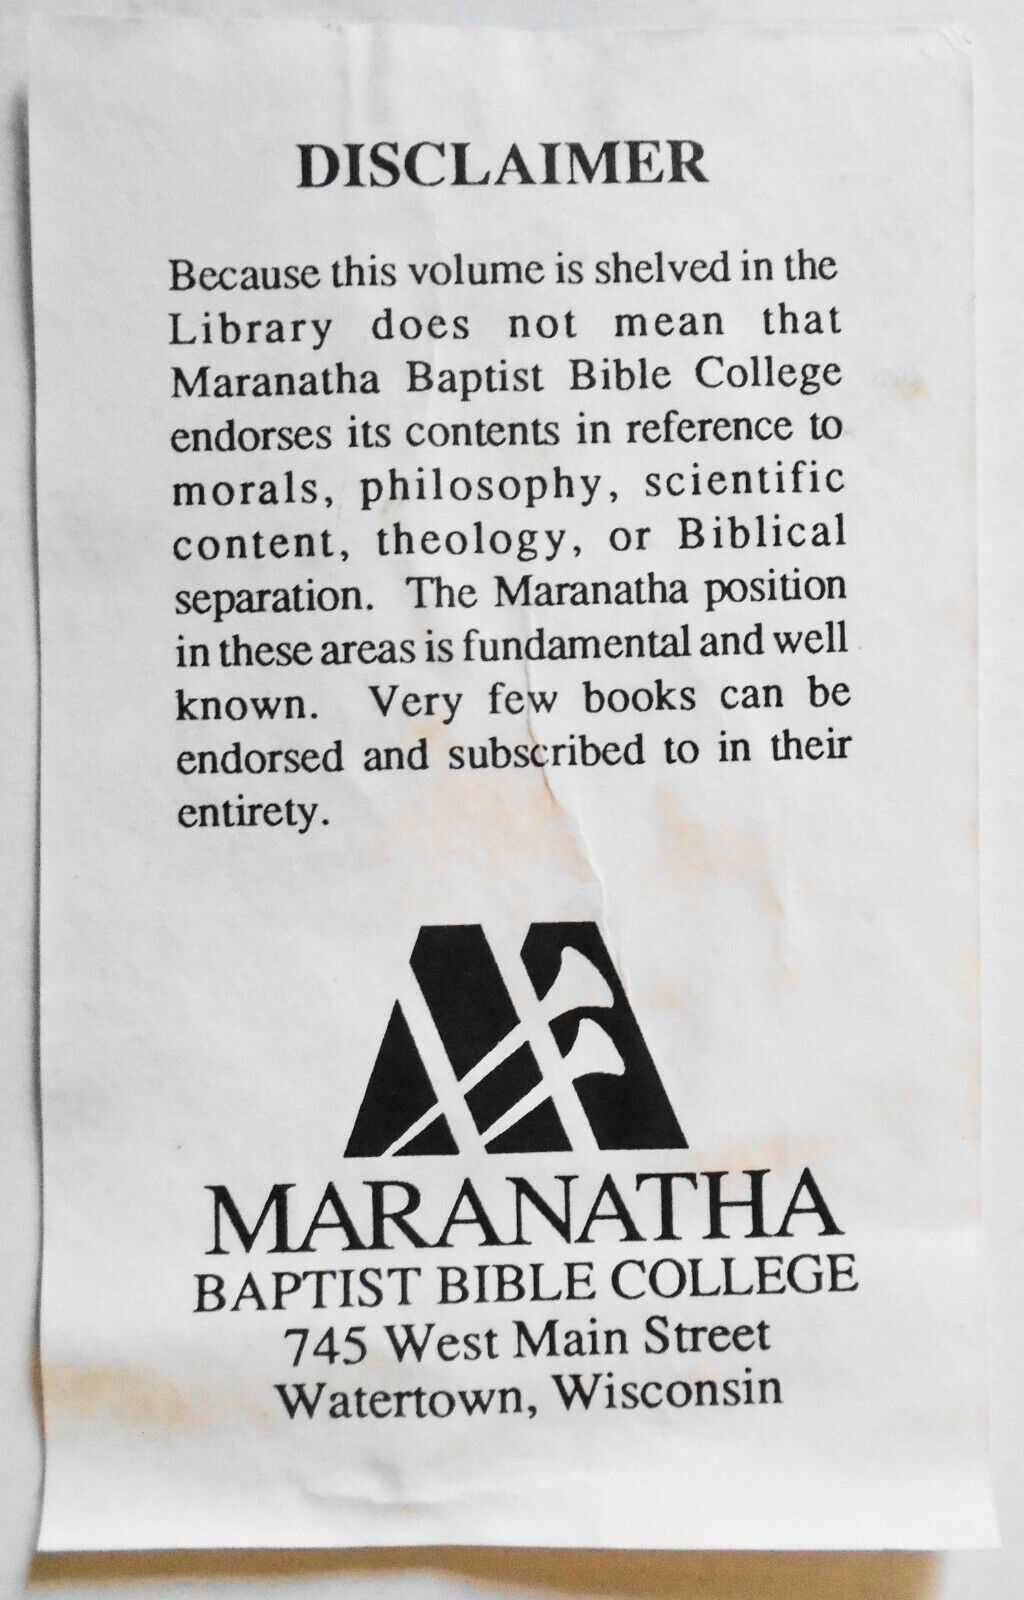 DISCLAIMER
Because this volume is shelved in the
Library does not mean that
Maranatha Baptist Bible College
endorses its contents in reference to
morals, philosophy, scientific
content, theology, or Biblical
separation. The Maranatha position
in these areas is fundamental and well
known. Very few books can be
endorsed and subscribed to in their
entirety.
MARANATHA
BAPTIST BIBLE COLLEGE
745 West Main Street
Watertown, Wisconsin